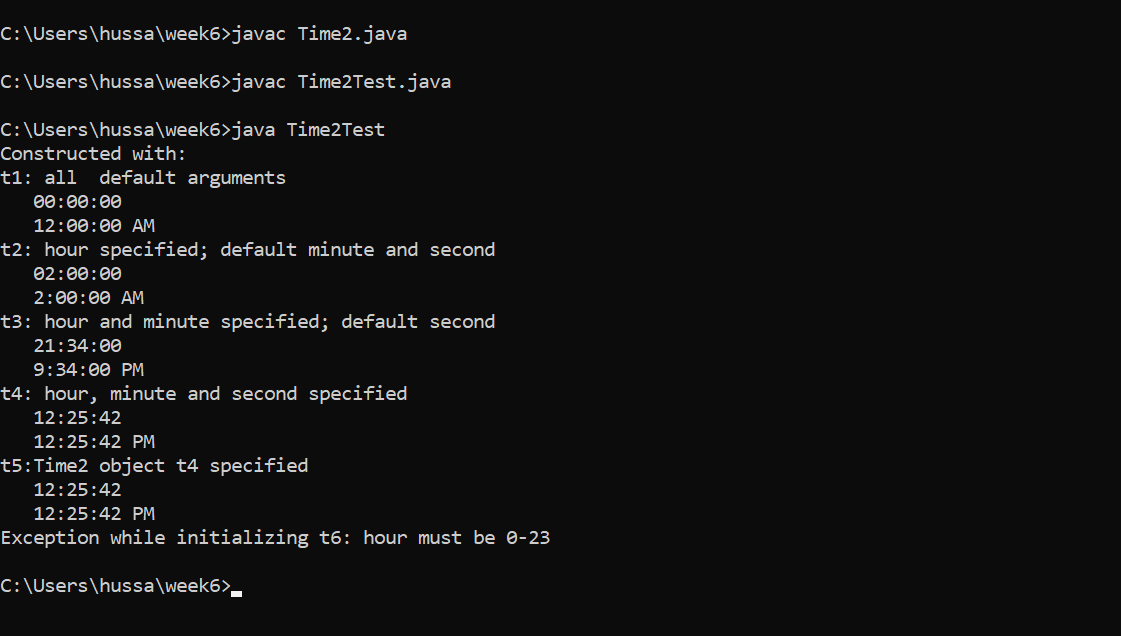 C:\Users\hussa\week6>javac Time2.java
C:\Users\hussa\week6>javac Time2Test.java
C:\Users\hussa\week6>java Time2Test
Constructed with:
t1: all  default arguments
   00:00:00
   12:00:00 AM
t2: hour specified; default minute and second
   02:00:00
   2:00:00 AM
t3: hour and minute specified; default second
   21:34:00
   9:34:00 PM
t4: hour, minute and second specified
   12:25:42
   12:25:42 PM
t5:Time2 object t4 specified
   12:25:42
   12:25:42 PM
Exception while initializing t6: hour must be 0-23
C:\Users\hussa\week6>